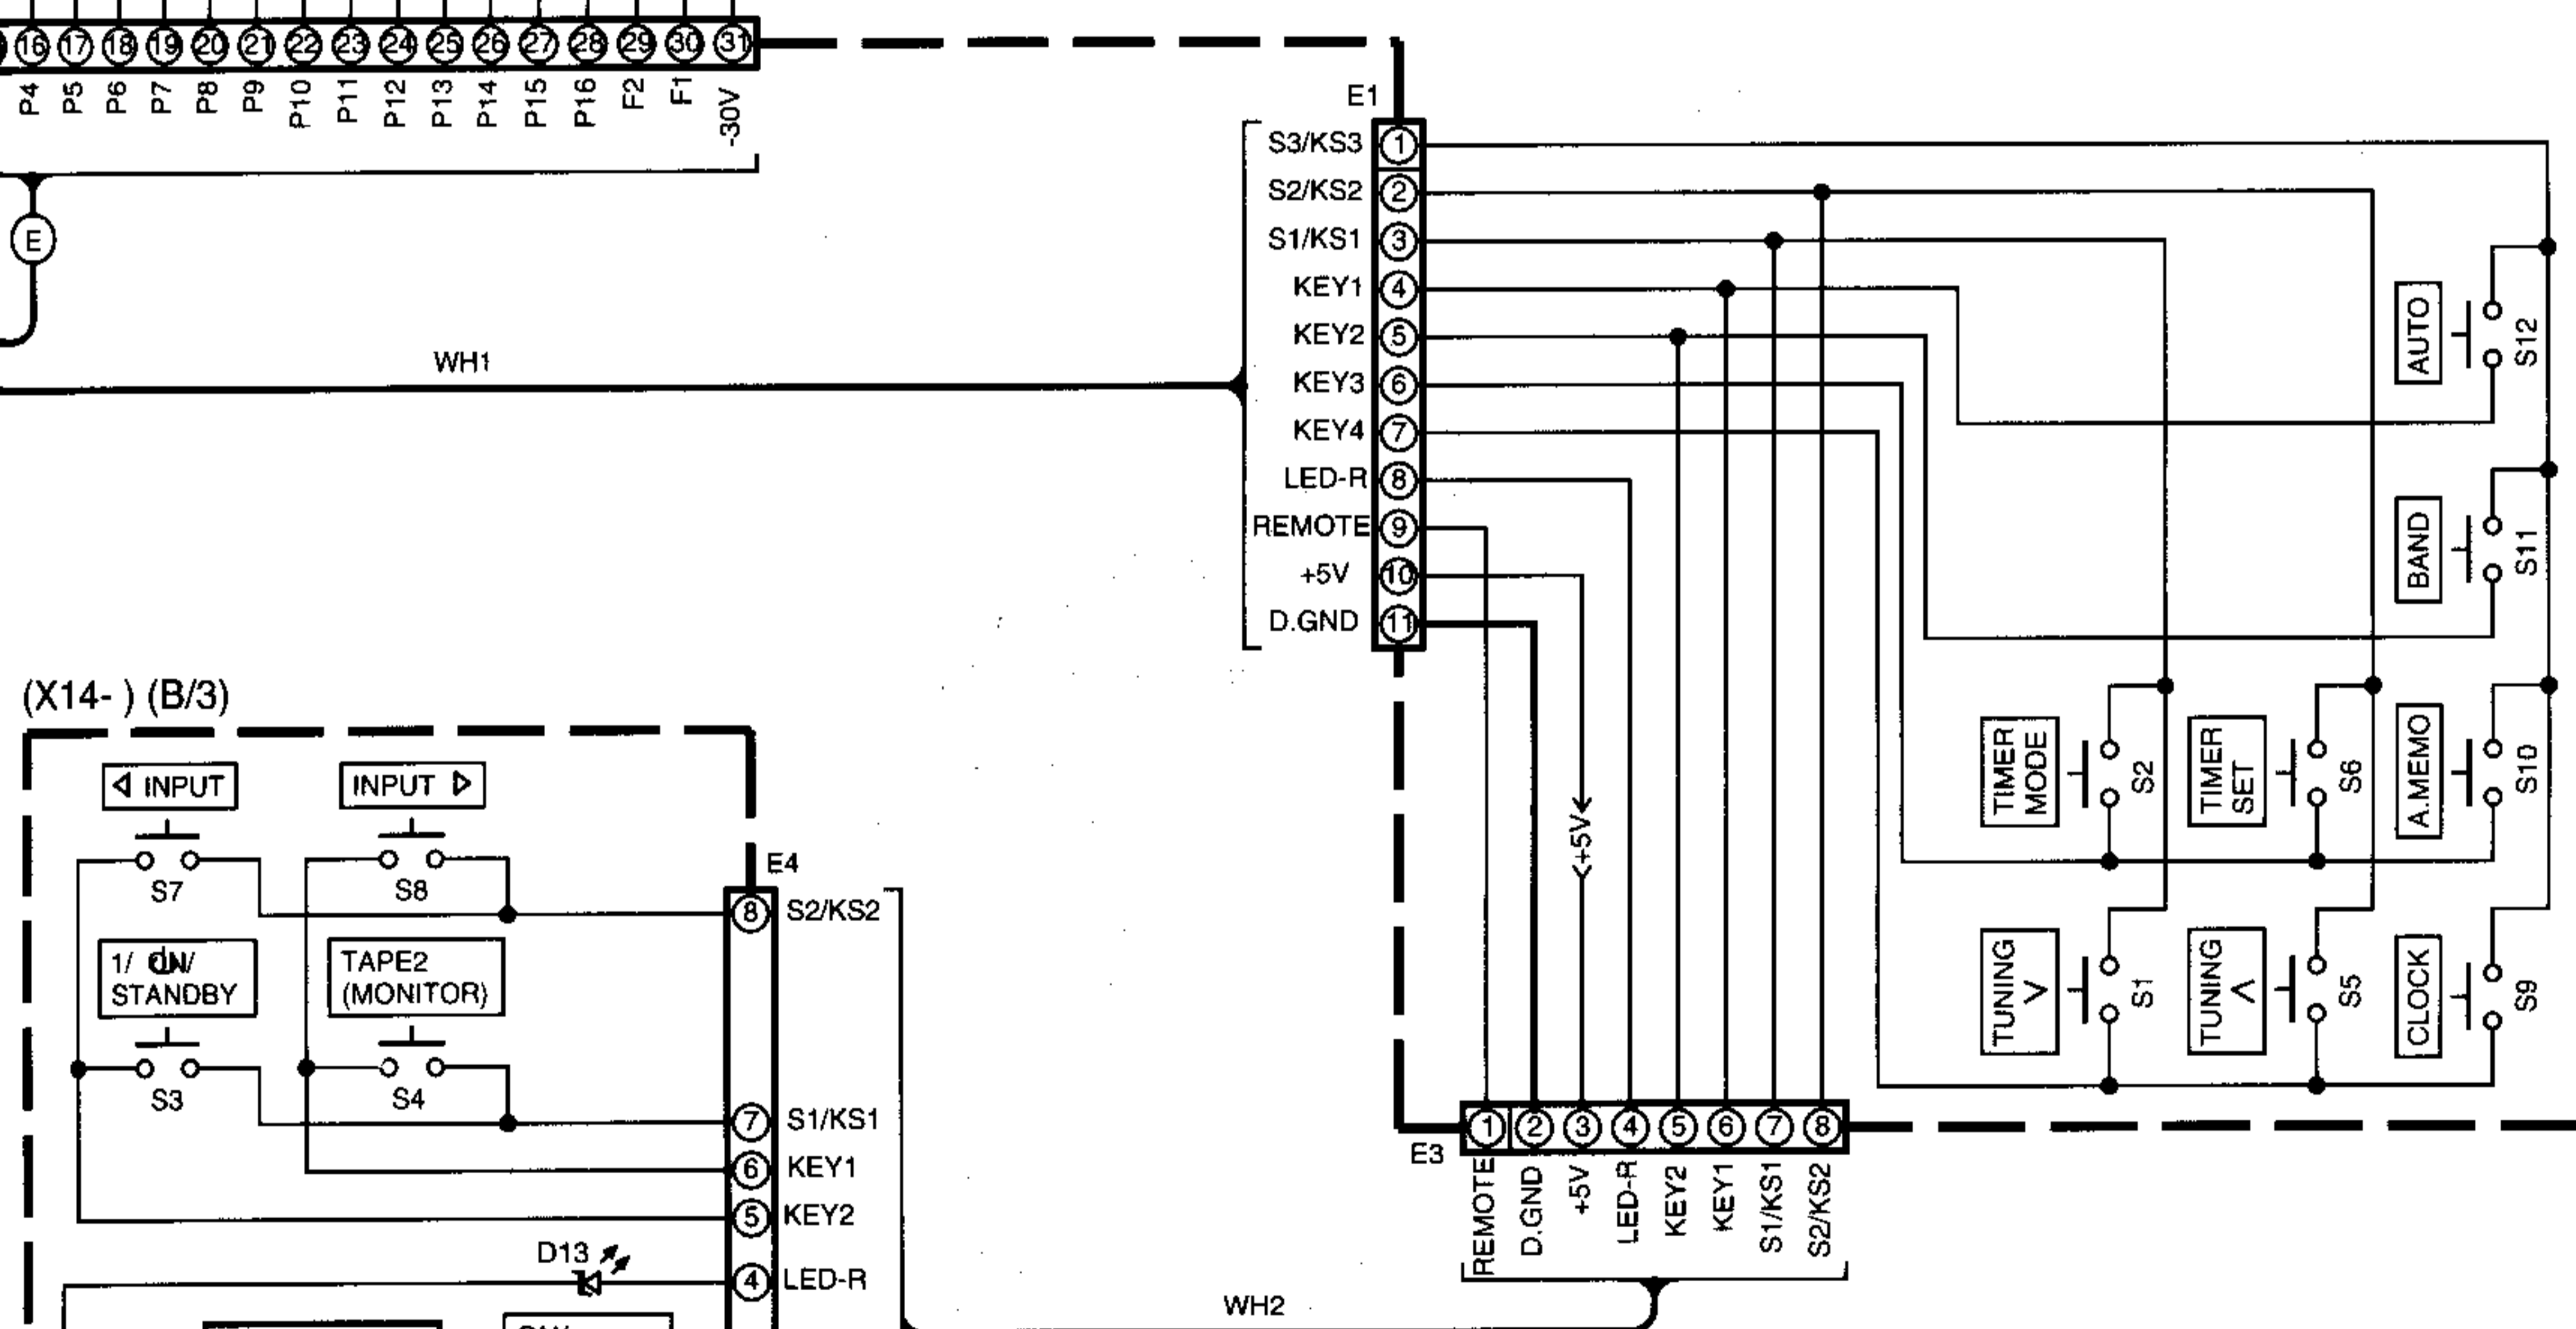 16 17 18 19 20 21 22 23 24 25 26 27 28 29 30 31
P4 P5 P6 P7 P8 P9 P10 P11 P12 P13 P14 P15 P16 F2 F1 -30V
E
WH1
E1
S3/KS3 1
S2/KS2 2
S1/KS1 3
KEY1 4
KEY2 5
KEY3 6
KEY4 7
LED-R 8
REMOTE 9
+5V 10
D.GND 11
<+5V<
AUTO
S12
BAND
S11
TIMER
MODE
S2
TIMER
SET
S6
A.MEMO
S10
TUNING
S1
TUNING
S5
CLOCK
S9
E3
1 2 3 4 5 6 7 8
REMOTE D.GND +5V LED-R KEY2 KEY1 S1/KS1 S2/KS2
WH2
(X14- ) (B/3)
◁ INPUT
S7
INPUT ▷
S8
E4
8 S2/KS2
1/ ON/
STANDBY
S3
TAPE2
(MONITOR)
S4
7 S1/KS1
6 KEY1
5 KEY2
D13
4 LED-R